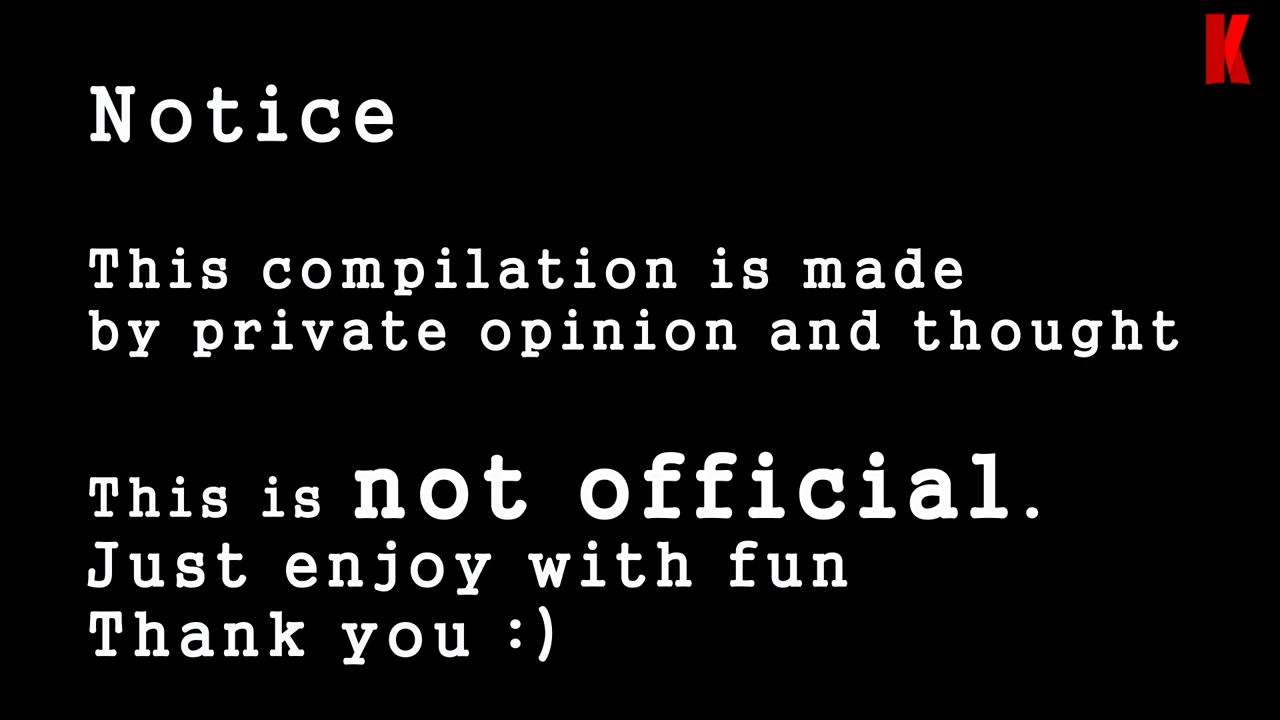 K
Notice
This compilation is made
by private opinion and thought
This is not official.
Just enjoy with fun
Thank you :)